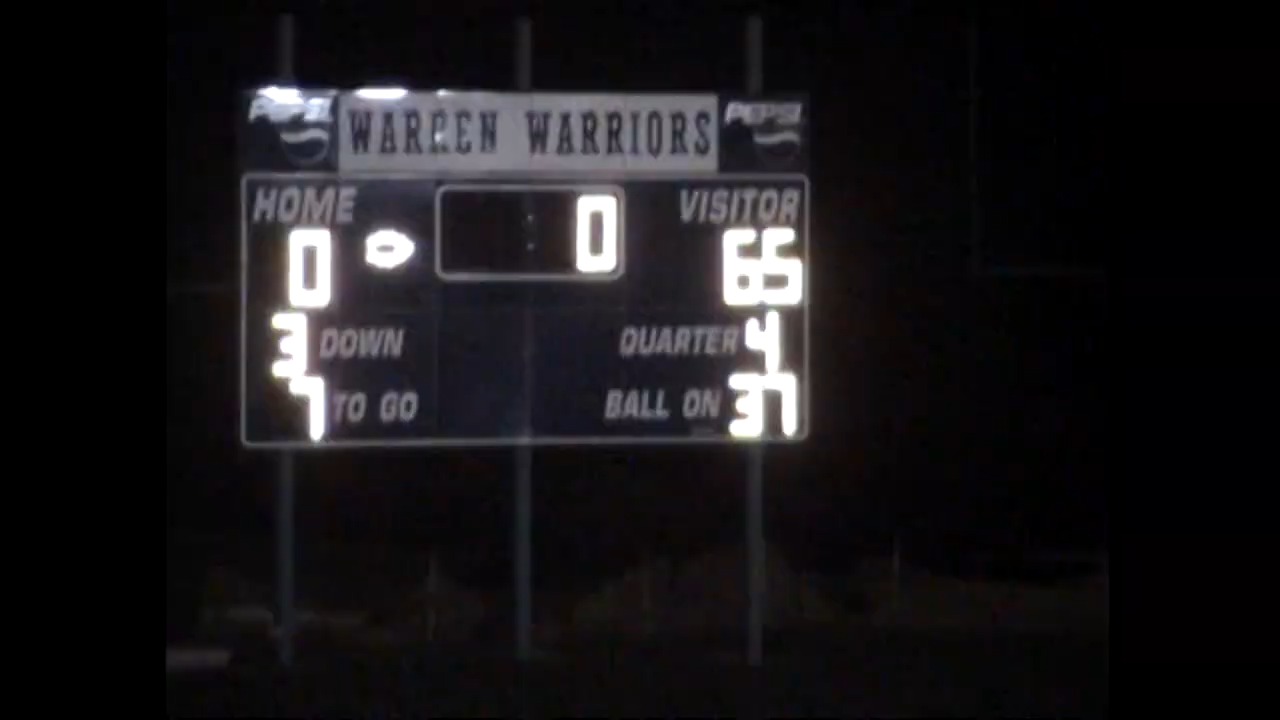 PEPSI WARREN WARRIORS PEPSI
HOME 0 VISITOR
0 65
3 DOWN QUARTER 4
7 TO GO BALL ON 37